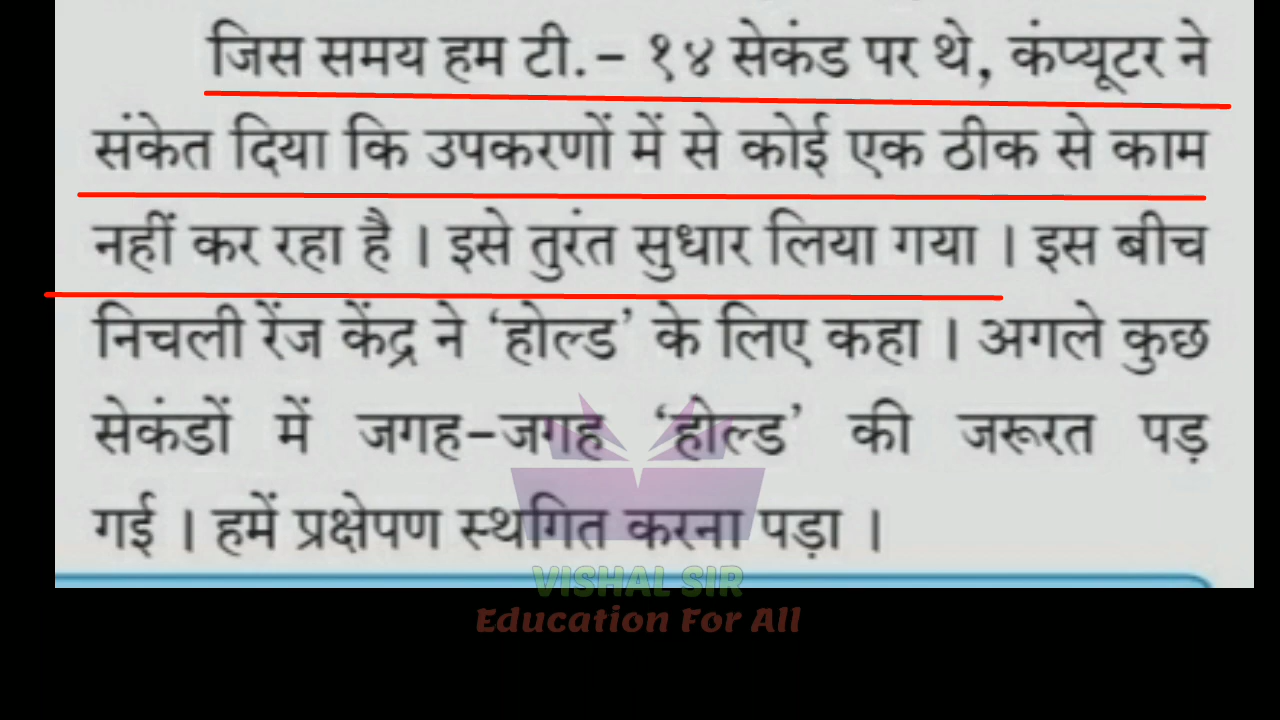 जिस समय हम टी.- १४ सेकंड पर थे, कंप्यूटर ने
संकेत दिया कि उपकरणों में से कोई एक ठीक से काम
नहीं कर रहा है । इसे तुरंत सुधार लिया गया । इस बीच
निचली रेंज केंद्र ने ‘होल्ड’ के लिए कहा । अगले कुछ
सेकंडों में जगह-जगह ‘होल्ड’ की जरूरत पड़
गई । हमें प्रक्षेपण स्थगित करना पड़ा ।
VISHAL SIR
Education For All